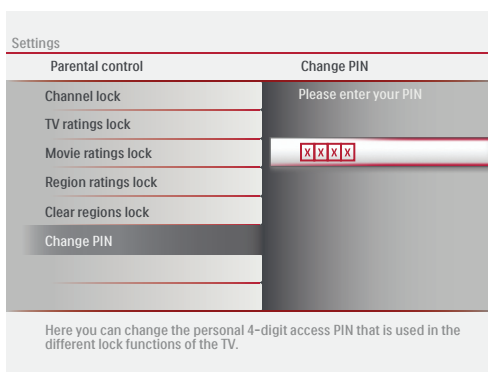 Settings
Parental control
Change PIN
Channel lock
Please enter your PIN
TV ratings lock
Movie ratings lock
X X X X
Region ratings lock
Clear regions lock
Change PIN
Here you can change the personal 4-digit access PIN that is used in the
different lock functions of the TV.